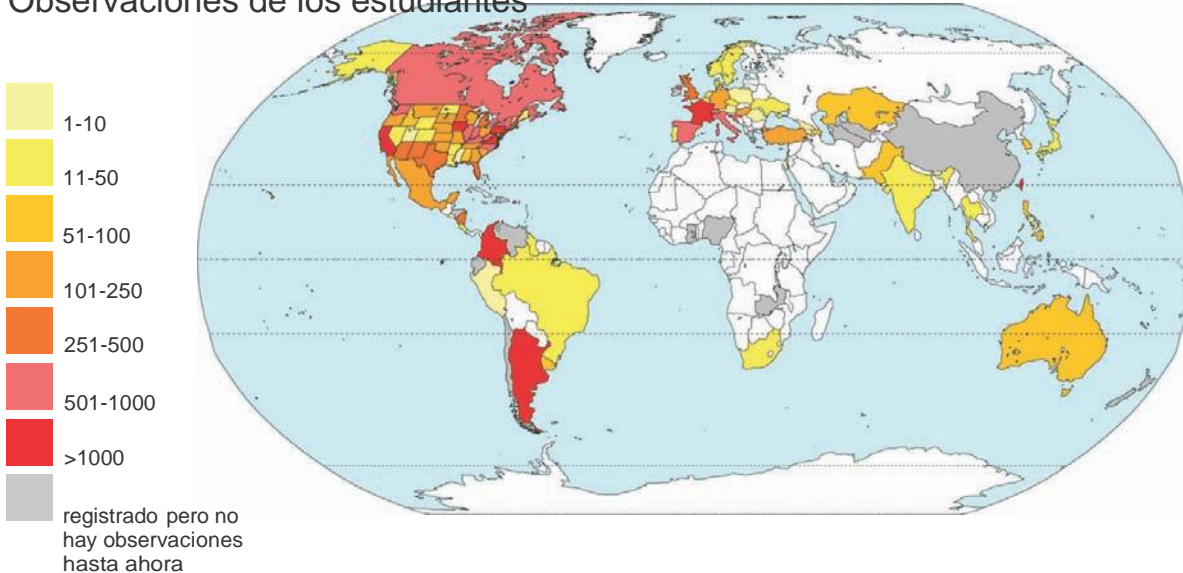 Observaciones de los estudiantes
1-10
11-50
51-100
101-250
251-500
501-1000
>1000
registrado pero no
hay observaciones
hasta ahora